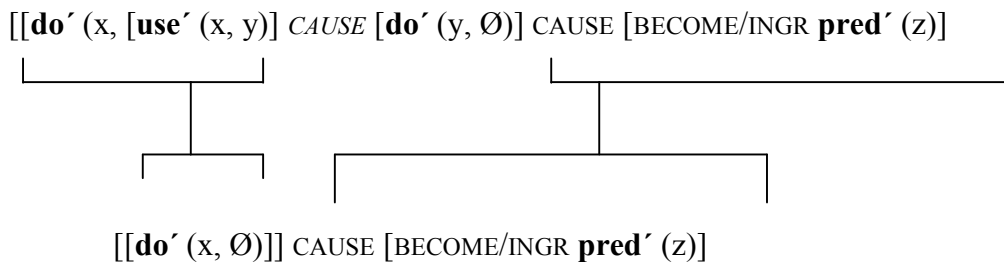 [[do´ (x, [use´ (x, y)] CAUSE [do´ (y, Ø)] CAUSE [BECOME/INGR pred´ (z)]
[[do´ (x, Ø)]] CAUSE [BECOME/INGR pred´ (z)]